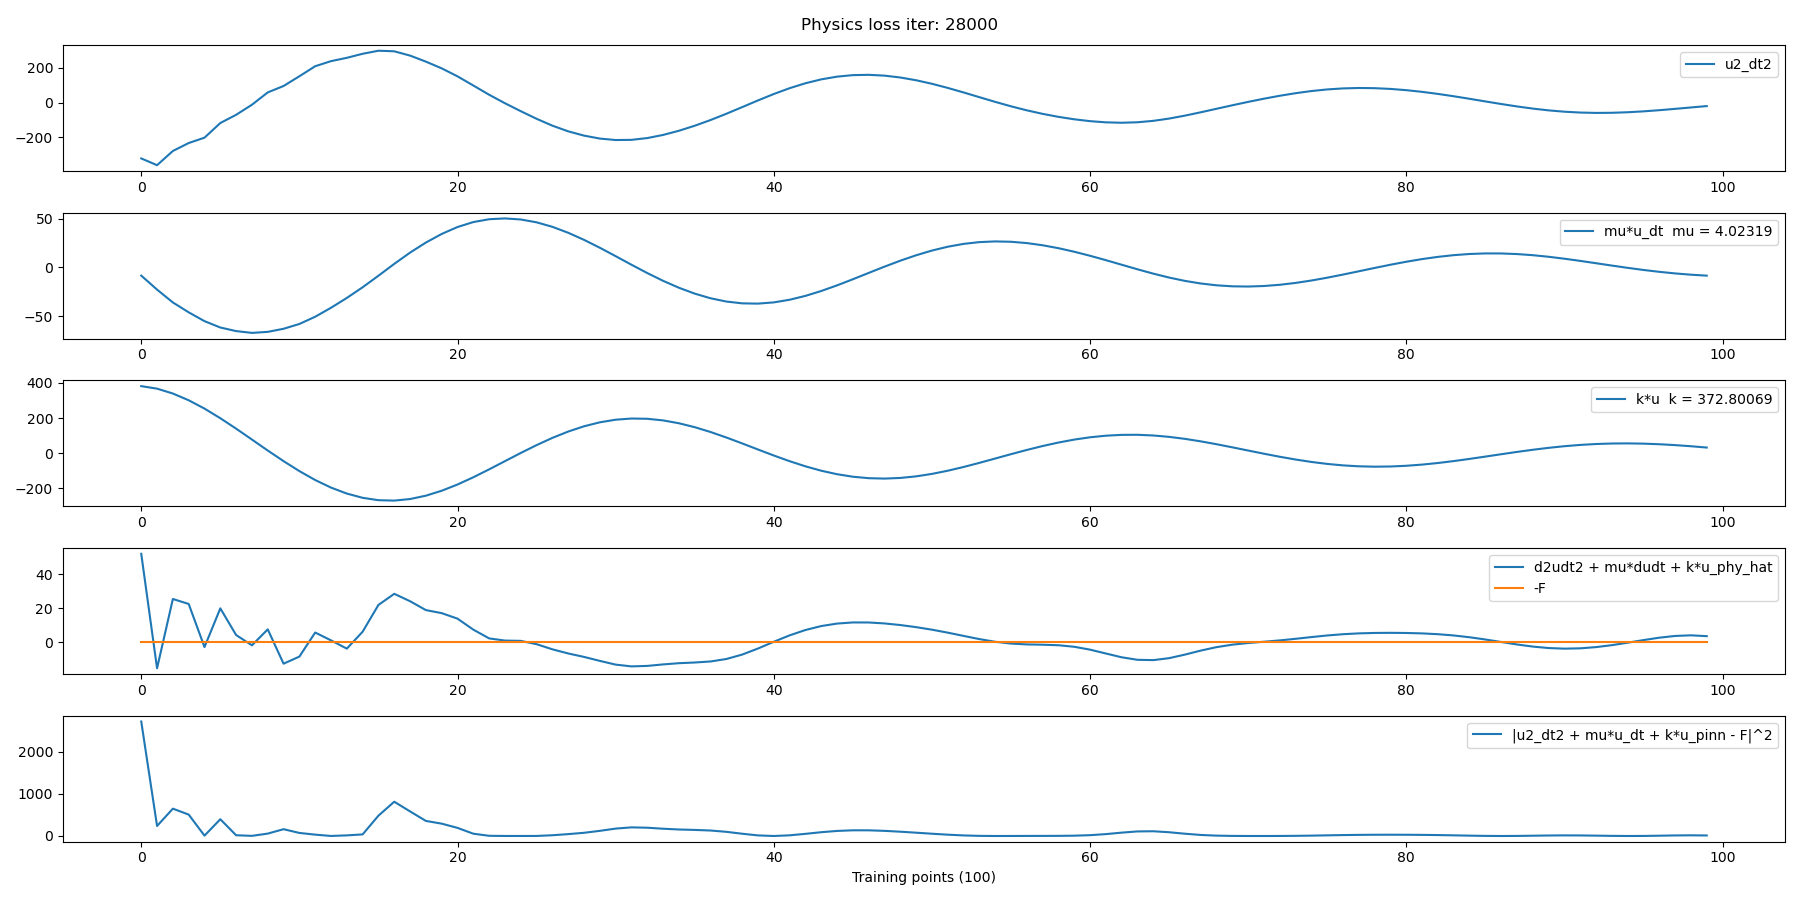 Physics loss iter: 28000
200
0
−200
u2_dt2
0 20 40 60 80 100
50
0
−50
mu*u_dt  mu = 4.02319
0 20 40 60 80 100
400
200
0
−200
k*u  k = 372.80069
0 20 40 60 80 100
40
20
0
d2udt2 + mu*dudt + k*u_phy_hat
-F
0 20 40 60 80 100
2000
1000
0
|u2_dt2 + mu*u_dt + k*u_pinn - F|^2
0 20 40 60 80 100
Training points (100)